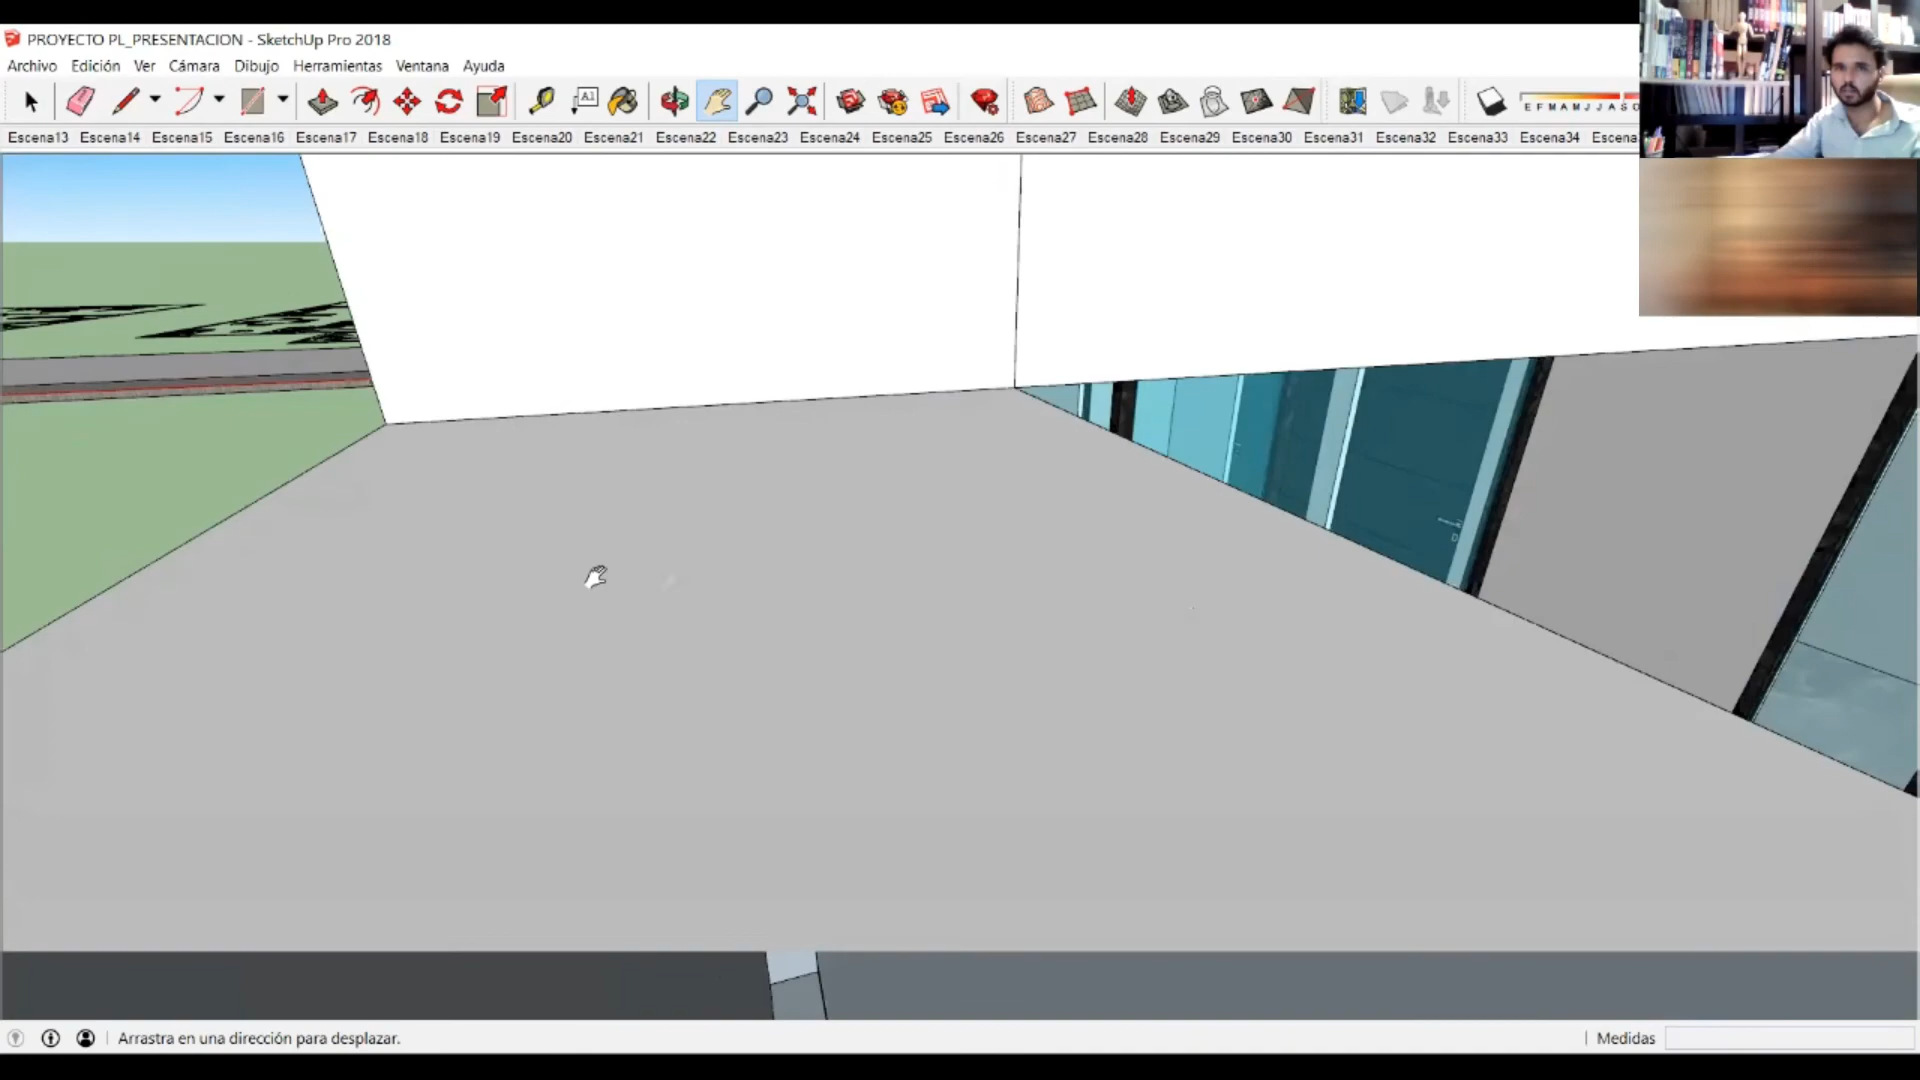 PROYECTO PL_PRESENTACION - SketchUp Pro 2018
Archivo Edición Ver Cámara Dibujo Herramientas Ventana Ayuda
A1
E F M A M J J A S O
Escena13 Escena14 Escena15 Escena16 Escena17 Escena18 Escena19 Escena20 Escena21 Escena22 Escena23 Escena24 Escena25 Escena26 Escena27 Escena28 Escena29 Escena30 Escena31 Escena32 Escena33 Escena34 Escena
Arrastra en una dirección para desplazar.
Medidas